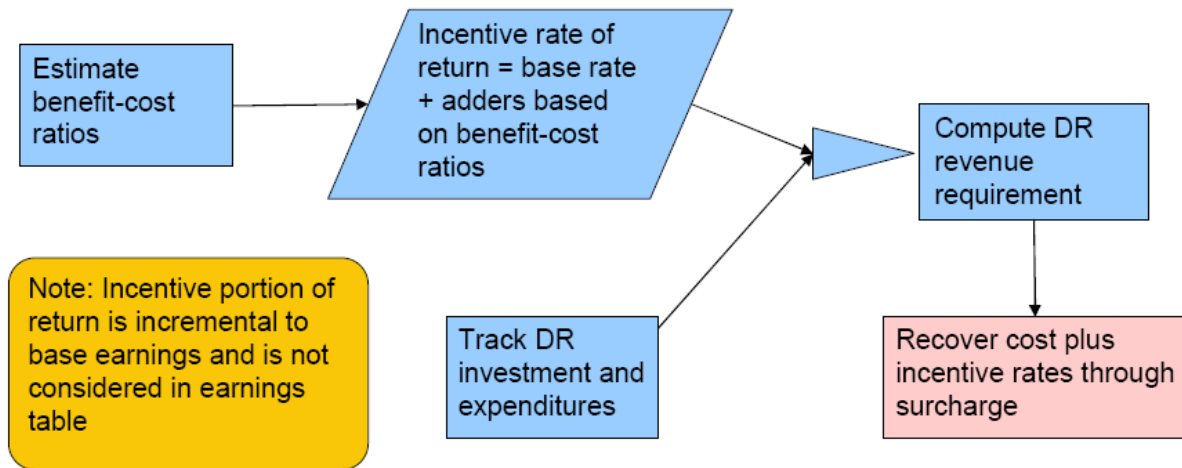 Estimate
benefit-cost
ratios
Incentive rate of
return = base rate
+ adders based
on benefit-cost
ratios
Compute DR
revenue
requirement
Note: Incentive portion of
return is incremental to
base earnings and is not
considered in earnings
table
Track DR
investment and
expenditures
Recover cost plus
incentive rates through
surcharge